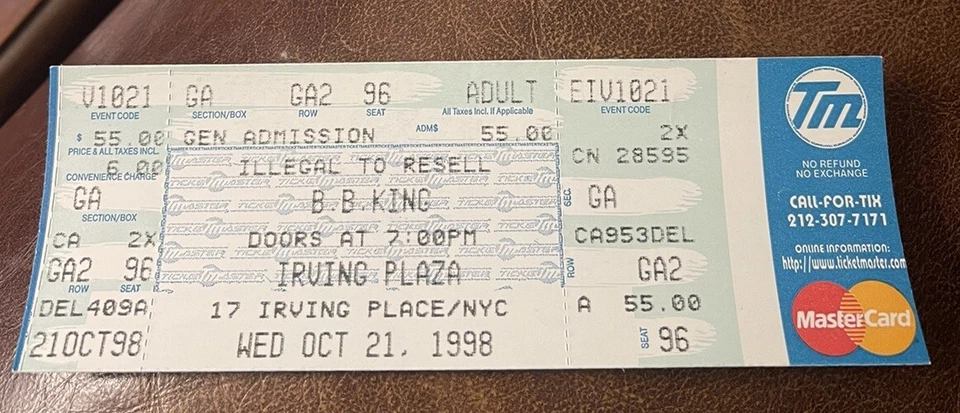 V1021 GA GA2 96 ADULT EIV1021
EVENT CODE SECTION/BOX ROW SEAT All Taxes Incl. If Applicable EVENT CODE
$ 55.00 GEN ADMISSION ADM$ 55.00 2X
PRICE & ALL TAXES INCL.
6.00 ILLEGAL TO RESELL CN 28595
CONVENIENCE CHARGE
GA B.B.KING SEC. GA
SECTION/BOX
CA 2X DOORS AT 7:00PM CA953DEL
GA2 96 IRVING PLAZA ROW GA2
ROW SEAT
DEL409A 17 IRVING PLACE/NYC A 55.00
21OCT98 WED OCT 21, 1998 SEAT 96
TICKETMASTER
TM
NO REFUND
NO EXCHANGE
CALL-FOR-TIX
212-307-7171
ONLINE INFORMATION:
http://www.ticketmaster.com
MasterCard